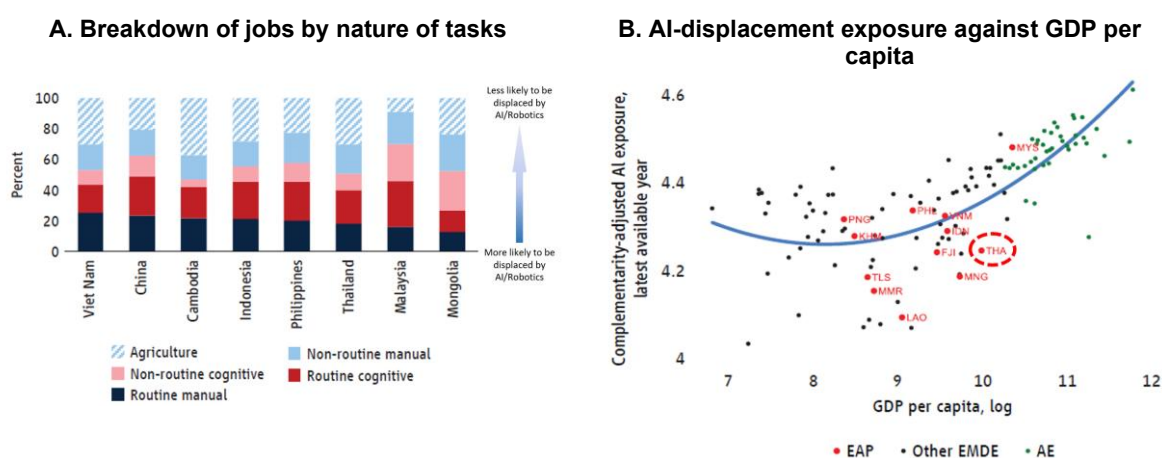 A. Breakdown of jobs by nature of tasks
100
80
60
40
20
0
Percent
Viet Nam
China
Cambodia
Indonesia
Philippines
Thailand
Malaysia
Mongolia
Less likely to be
displaced by
AI/Robotics
More likely to be
displaced by
AI/Robotics
Agriculture
Non-routine manual
Non-routine cognitive
Routine cognitive
Routine manual
B. AI-displacement exposure against GDP per
capita
Complementarity-adjusted AI exposure,
latest available year
4.6
4.4
4.2
4
MYS
PNG
PHL
VNM
KHM
IDN
FJI
THA
TLS
MNG
MMR
LAO
7 8 9 10 11 12
GDP per capita, log
EAP Other EMDE AE